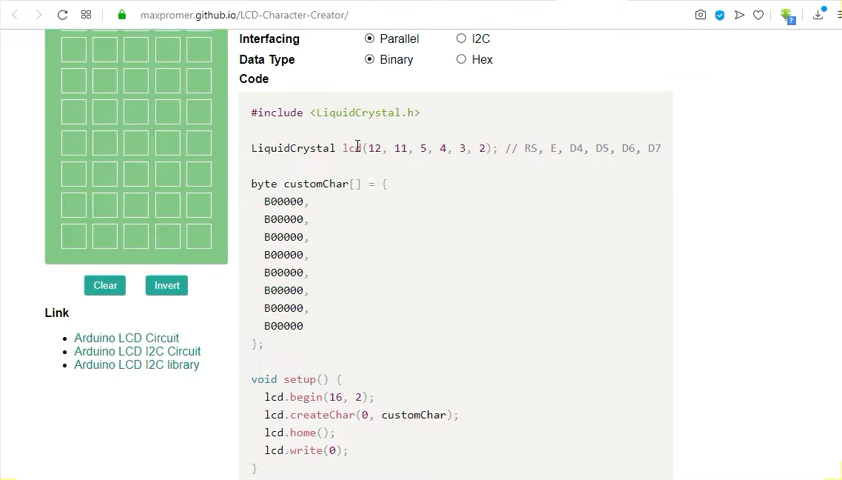 maxpromer.github.io/LCD-Character-Creator/
Interfacing Parallel I2C
Data Type Binary Hex
Code
#include <LiquidCrystal.h>
LiquidCrystal lcd(12, 11, 5, 4, 3, 2); // RS, E, D4, D5, D6, D7
byte customChar[] = {
B00000,
B00000,
B00000,
B00000,
B00000,
B00000,
B00000,
B00000
};
void setup() {
lcd.begin(16, 2);
lcd.createChar(0, customChar);
lcd.home();
lcd.write(0);
}
Clear Invert
Link
Arduino LCD Circuit
Arduino LCD I2C Circuit
Arduino LCD I2C library